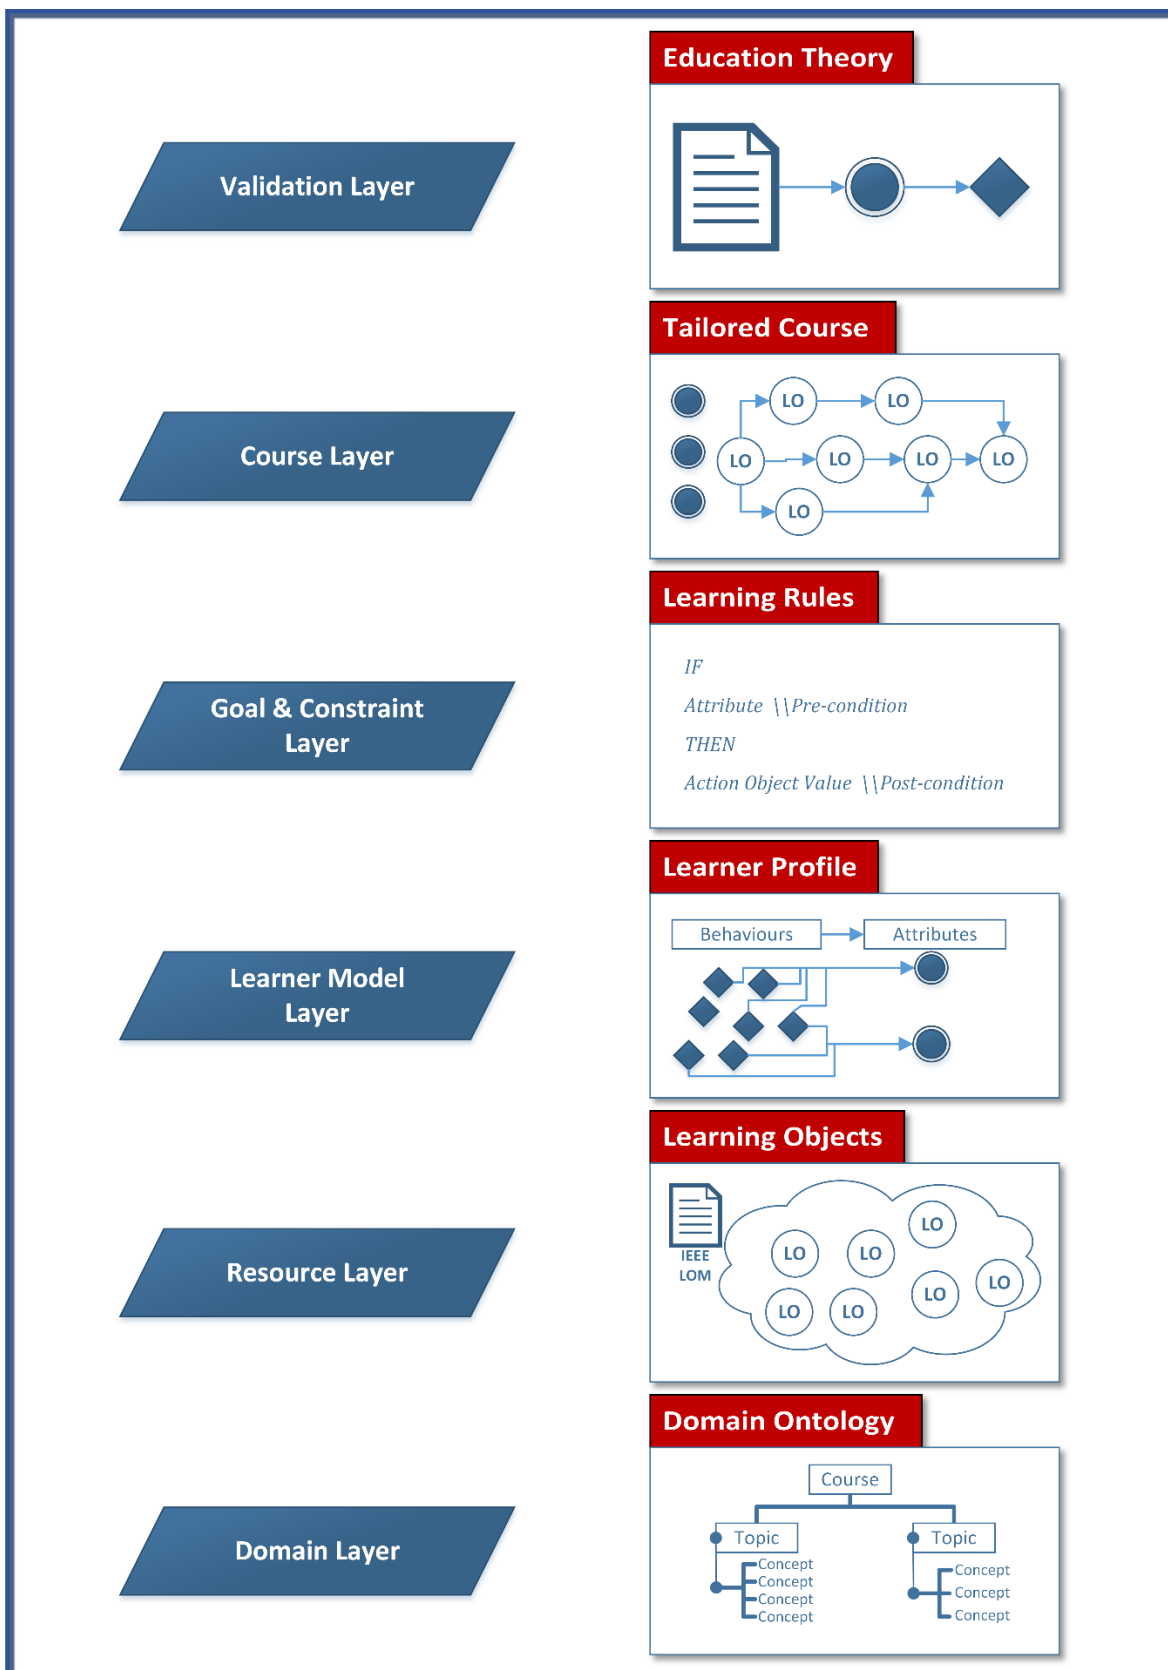 Education Theory
Validation Layer
Tailored Course
LO LO
Course Layer
LO LO LO LO
LO
Learning Rules
IF
Attribute \\Pre-condition
Goal & Constraint
Layer
THEN
Action Object Value \\Post-condition
Learner Profile
Behaviours Attributes
Learner Model
Layer
Learning Objects
LO
IEEE
LOM
LO LO
LO
LO
LO LO
Resource Layer
Domain Ontology
Course
Topic Topic
Domain Layer
Concept
Concept
Concept
Concept
Concept
Concept
Concept